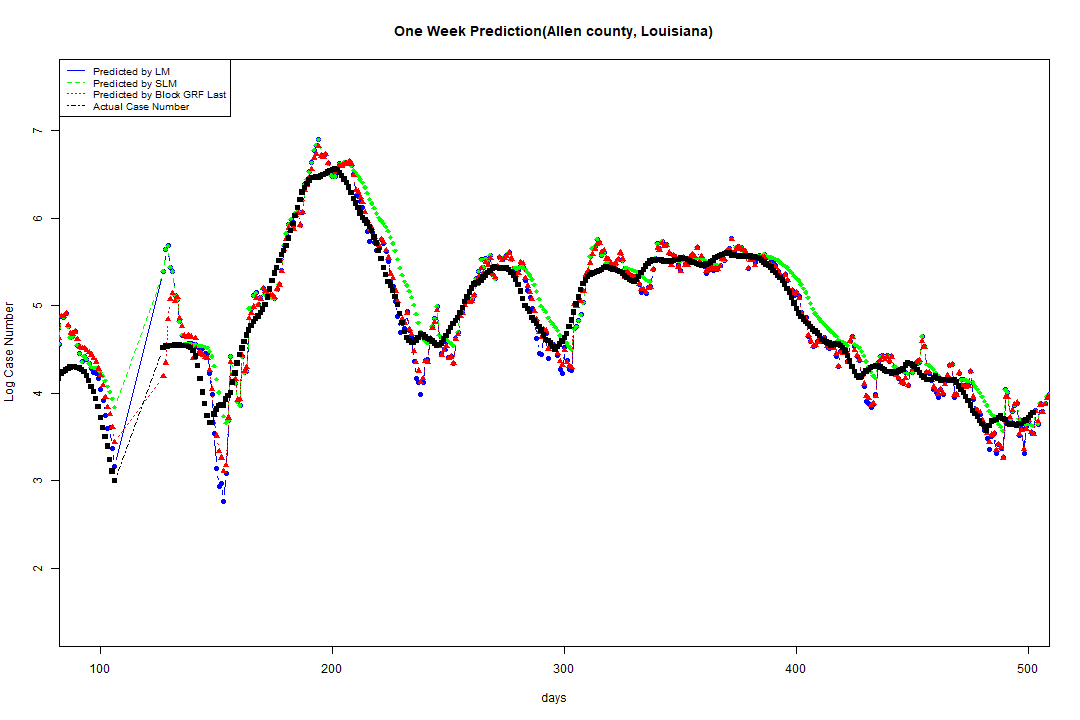 One Week Prediction(Allen county, Louisiana)
Predicted by LM
Predicted by SLM
Predicted by Block GRF Last
Actual Case Number
7
6
5
4
3
2
Log Case Number
100 200 300 400 500
days